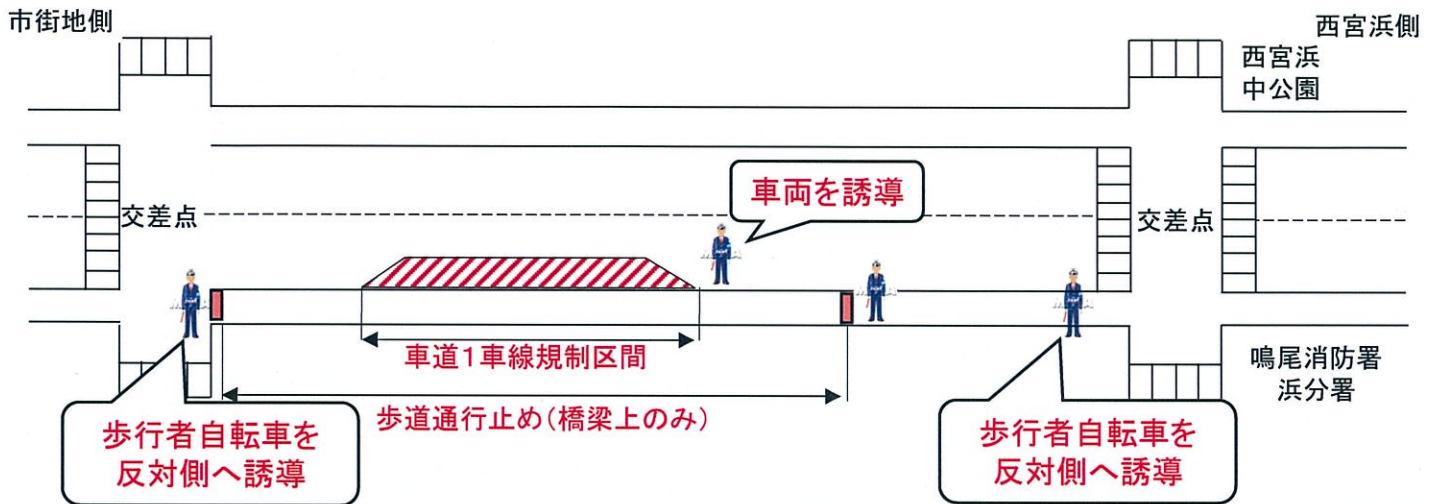 市街地側
西宮浜側
西宮浜
中公園
車両を誘導
交差点
交差点
車道1車線規制区間
歩道通行止め(橋梁上のみ)
鳴尾消防署
浜分署
歩行者自転車を
反対側へ誘導
歩行者自転車を
反対側へ誘導